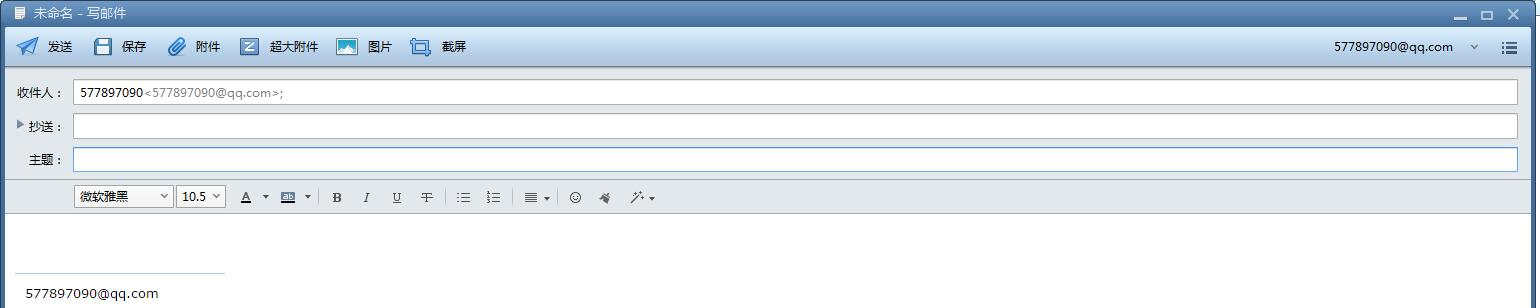 未命名 - 写邮件
发送 保存 附件 超大附件 图片 截屏 577897090@qq.com
收件人： 577897090<577897090@qq.com>;
抄送：
主题：
微软雅黑 10.5 A ab B I U T
577897090@qq.com